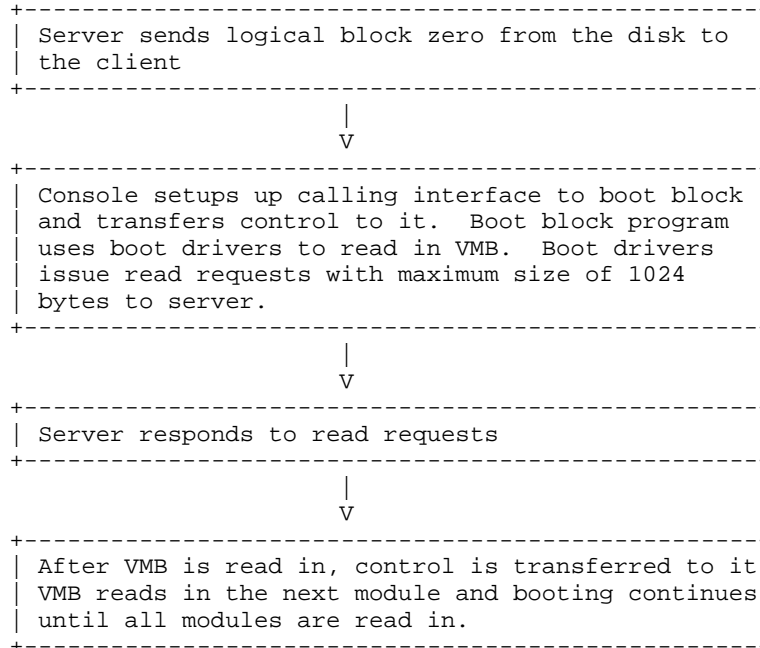 +---------------------------------------------------
| Server sends logical block zero from the disk to
| the client
+---------------------------------------------------
|
V
+---------------------------------------------------
| Console setups up calling interface to boot block
| and transfers control to it.  Boot block program
| uses boot drivers to read in VMB.  Boot drivers
| issue read requests with maximum size of 1024
| bytes to server.
+---------------------------------------------------
|
V
+---------------------------------------------------
| Server responds to read requests
+---------------------------------------------------
|
V
+---------------------------------------------------
| After VMB is read in, control is transferred to it
| VMB reads in the next module and booting continues
| until all modules are read in.
+---------------------------------------------------